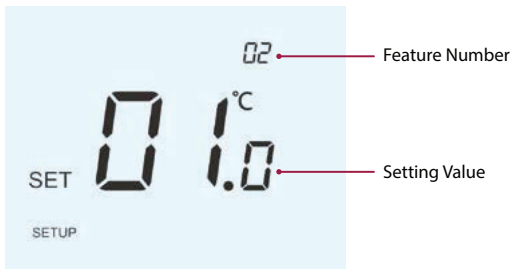 02
Feature Number
°C
SET 01.0
Setting Value
SETUP